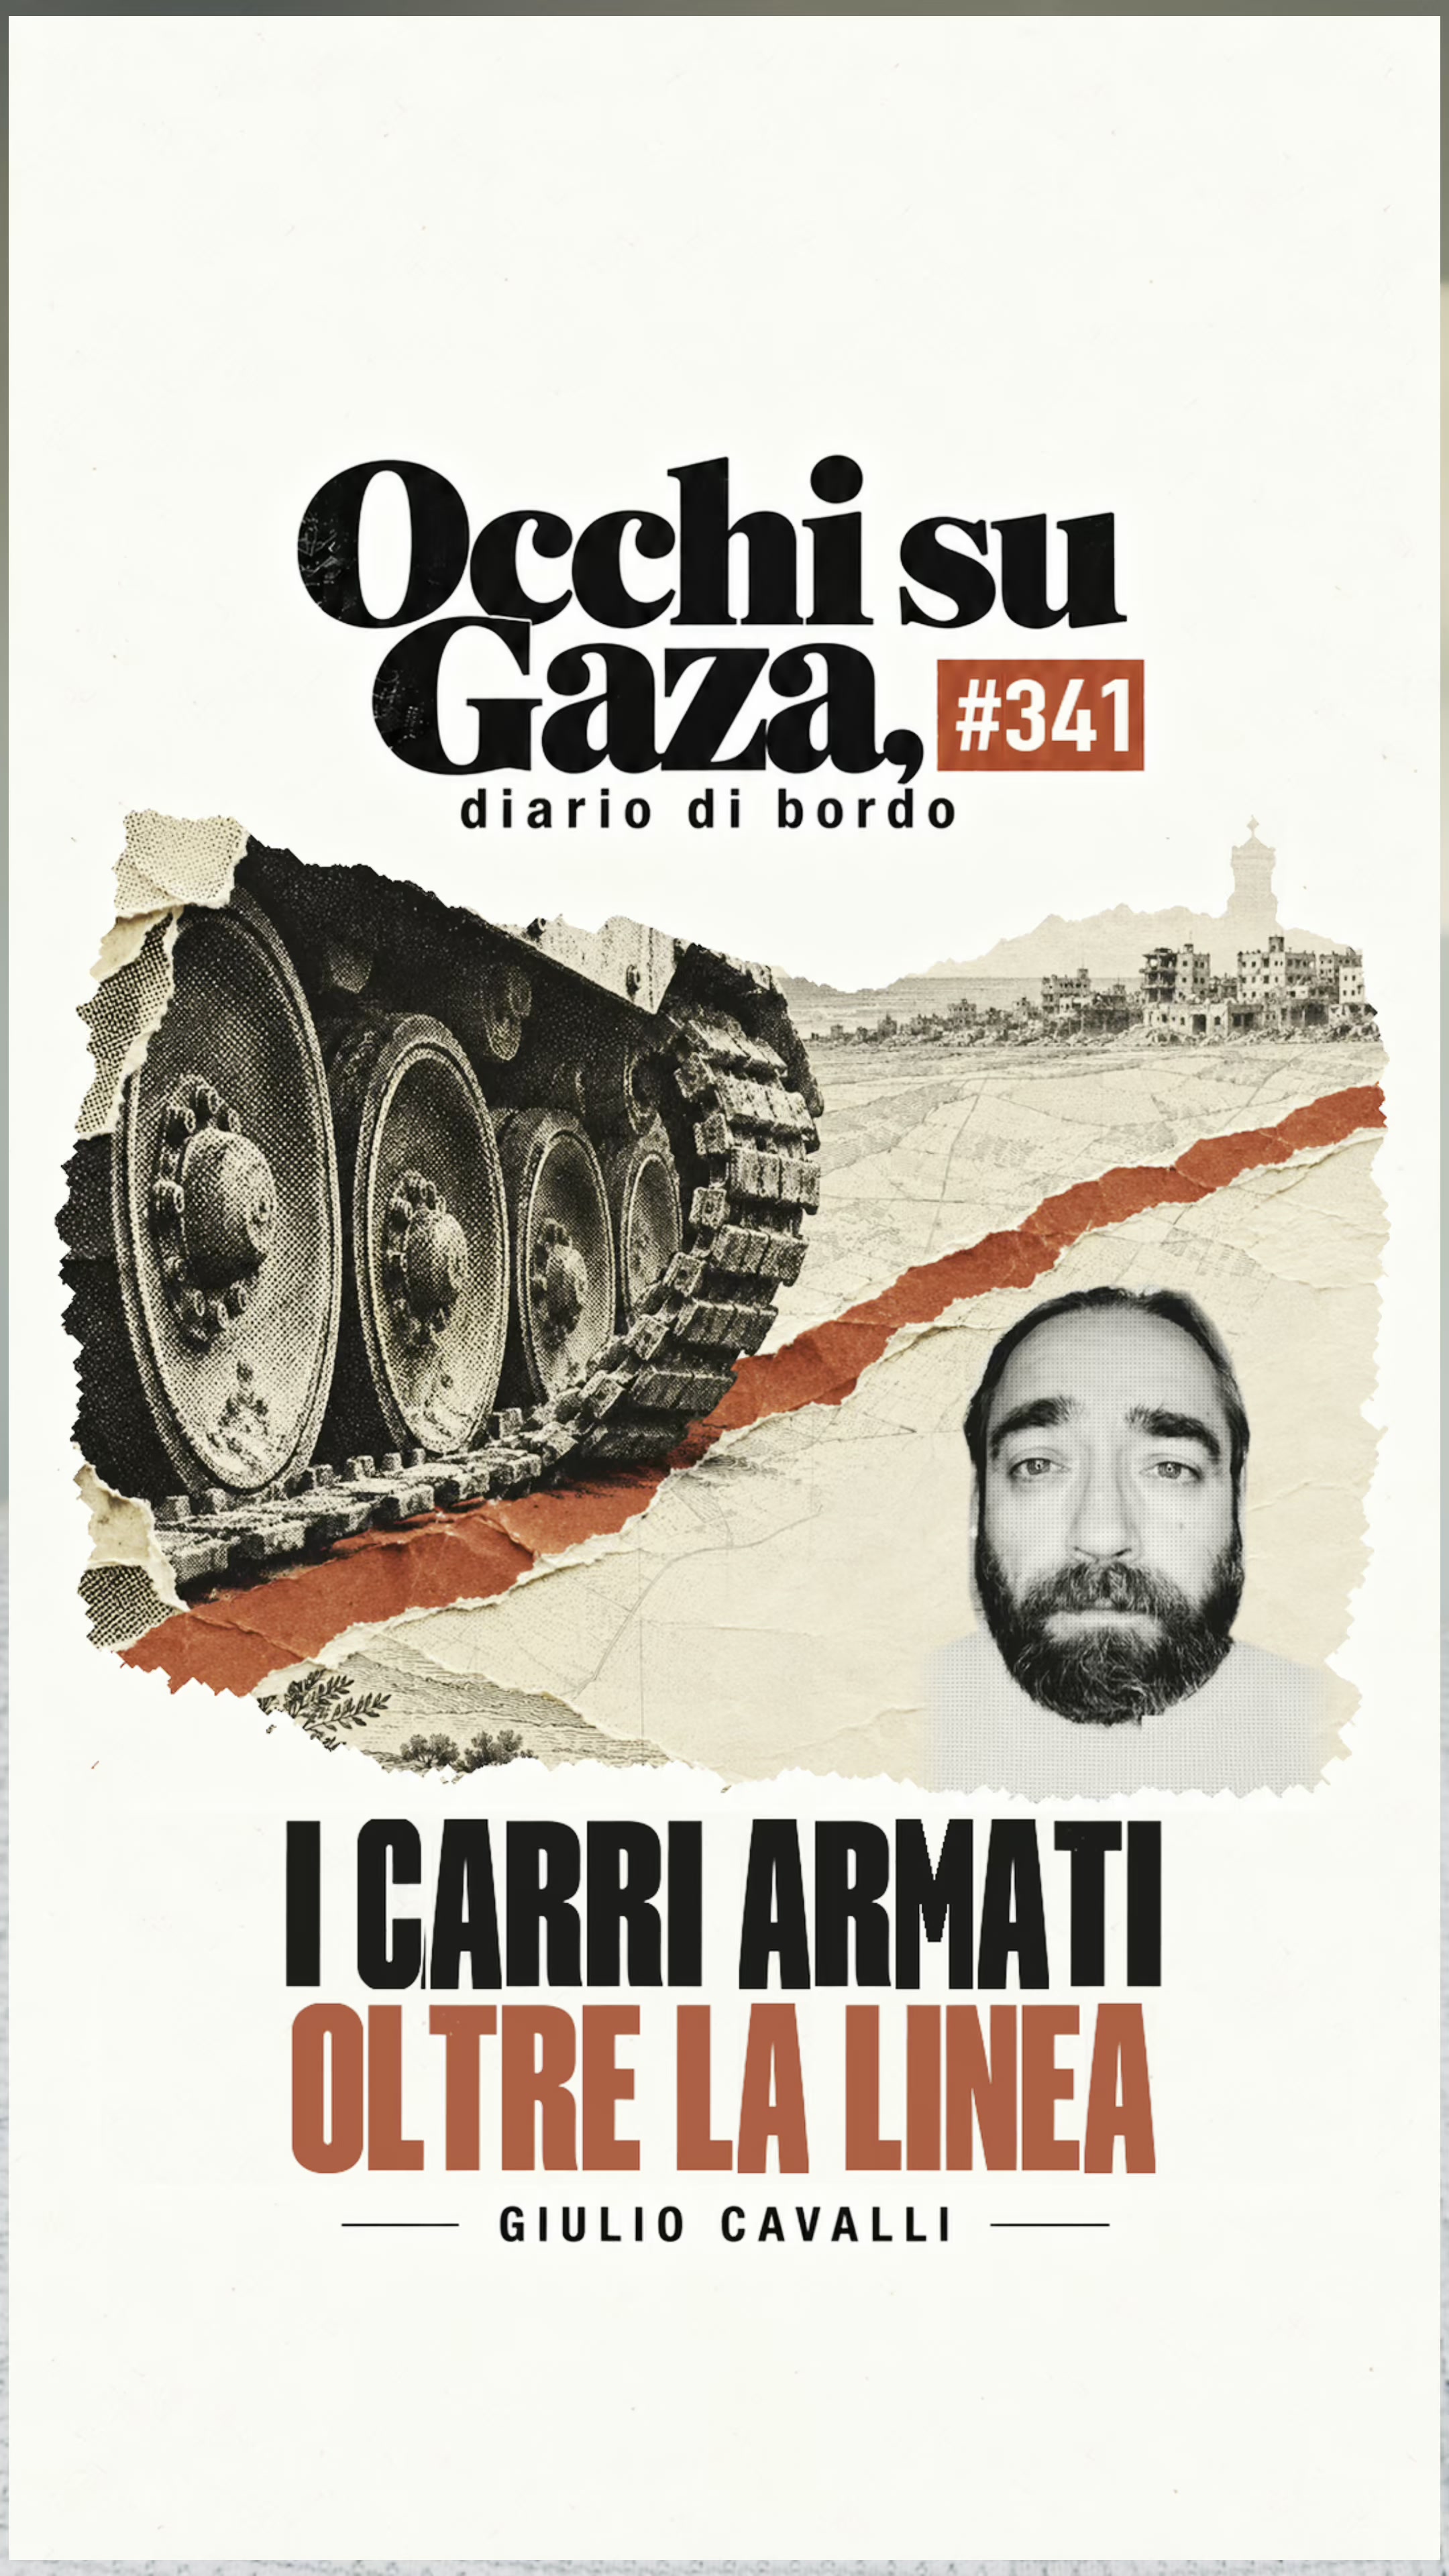 Occhi su
Gaza, #341
diario di bordo
I CARRI ARMATI
OLTRE LA LINEA
GIULIO CAVALLI